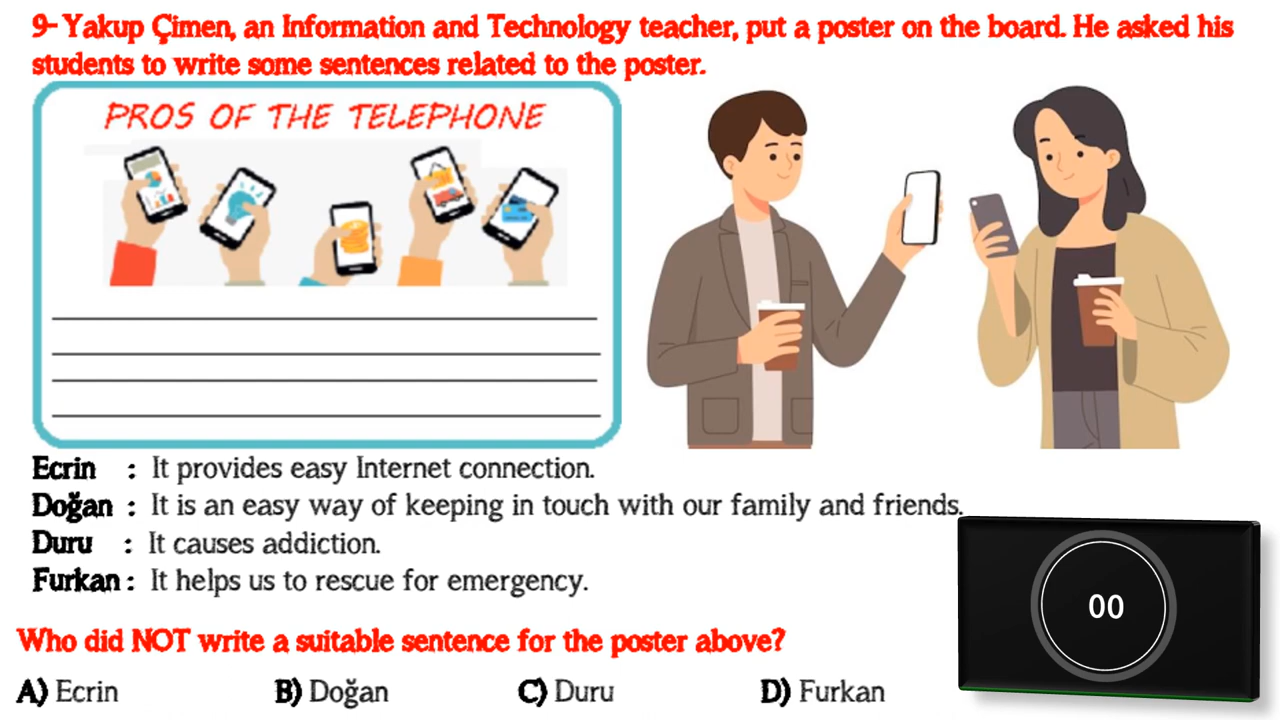 9- Yakup Çimen, an Information and Technology teacher, put a poster on the board. He asked his
students to write some sentences related to the poster.
PROS OF THE TELEPHONE
Ecrin : It provides easy Internet connection.
Doğan : It is an easy way of keeping in touch with our family and friends.
Duru : It causes addiction.
Furkan : It helps us to rescue for emergency.
00
Who did NOT write a suitable sentence for the poster above?
A) Ecrin B) Doğan C) Duru D) Furkan